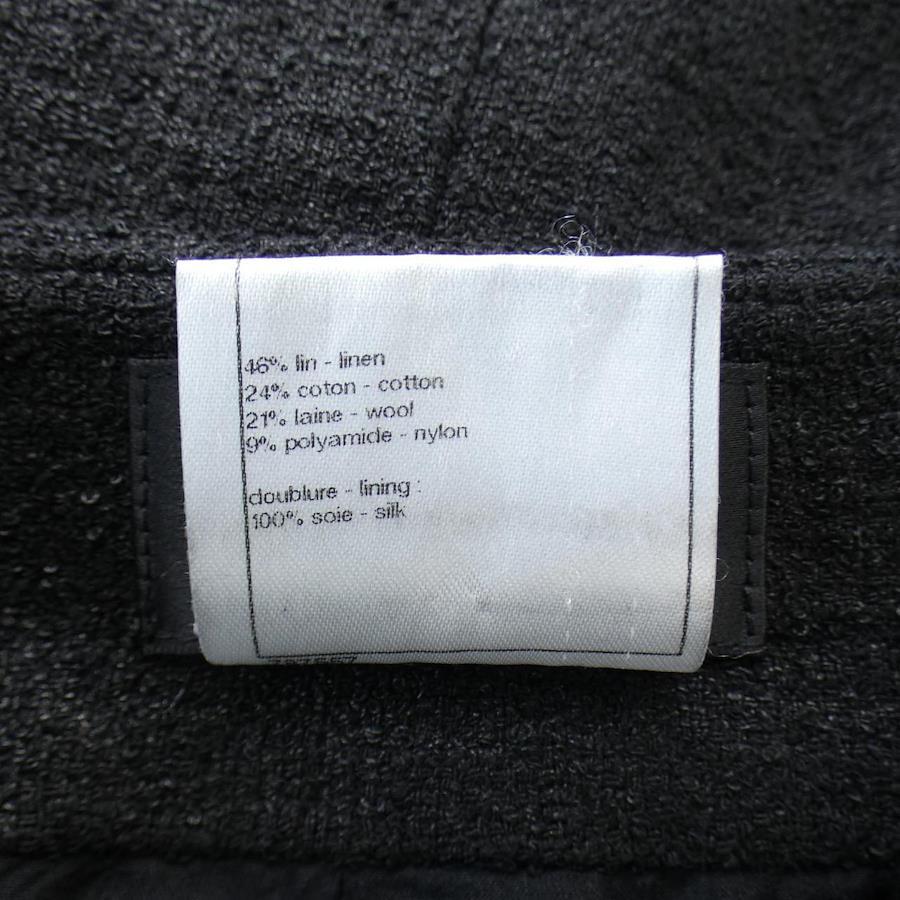 46% lin - linen
24% coton - cotton
21% laine - wool
9% polyamide - nylon
doublure - lining :
100% soie - silk